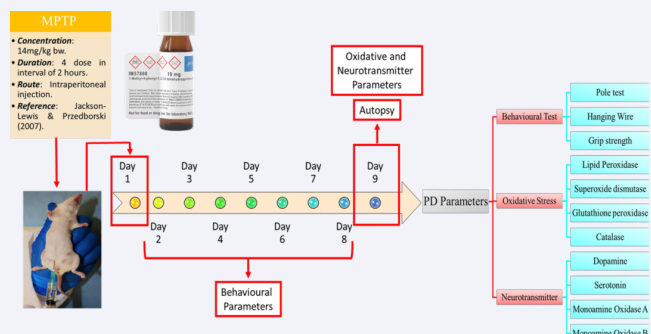 MPTP
• Concentration:
14mg/kg bw.
• Duration: 4 dose in
interval of 2 hours.
• Route: Intraperitoneal
injection.
• Reference: Jackson-
Lewis & Przedborski
(2007).
10 mg
Oxidative and
Neurotransmitter
Parameters
Autopsy
Day
1
Day
3
Day
5
Day
7
Day
9
Day
2
Day
4
Day
6
Day
8
Behavioural
Parameters
PD Parameters
Behavioural Test
Pole test
Hanging Wire
Grip strength
Oxidative Stress
Lipid Peroxidase
Superoxide dismutase
Glutathione peroxidase
Catalase
Neurotransmitter
Dopamine
Serotonin
Monoamine Oxidase A
Monoamine Oxidase B